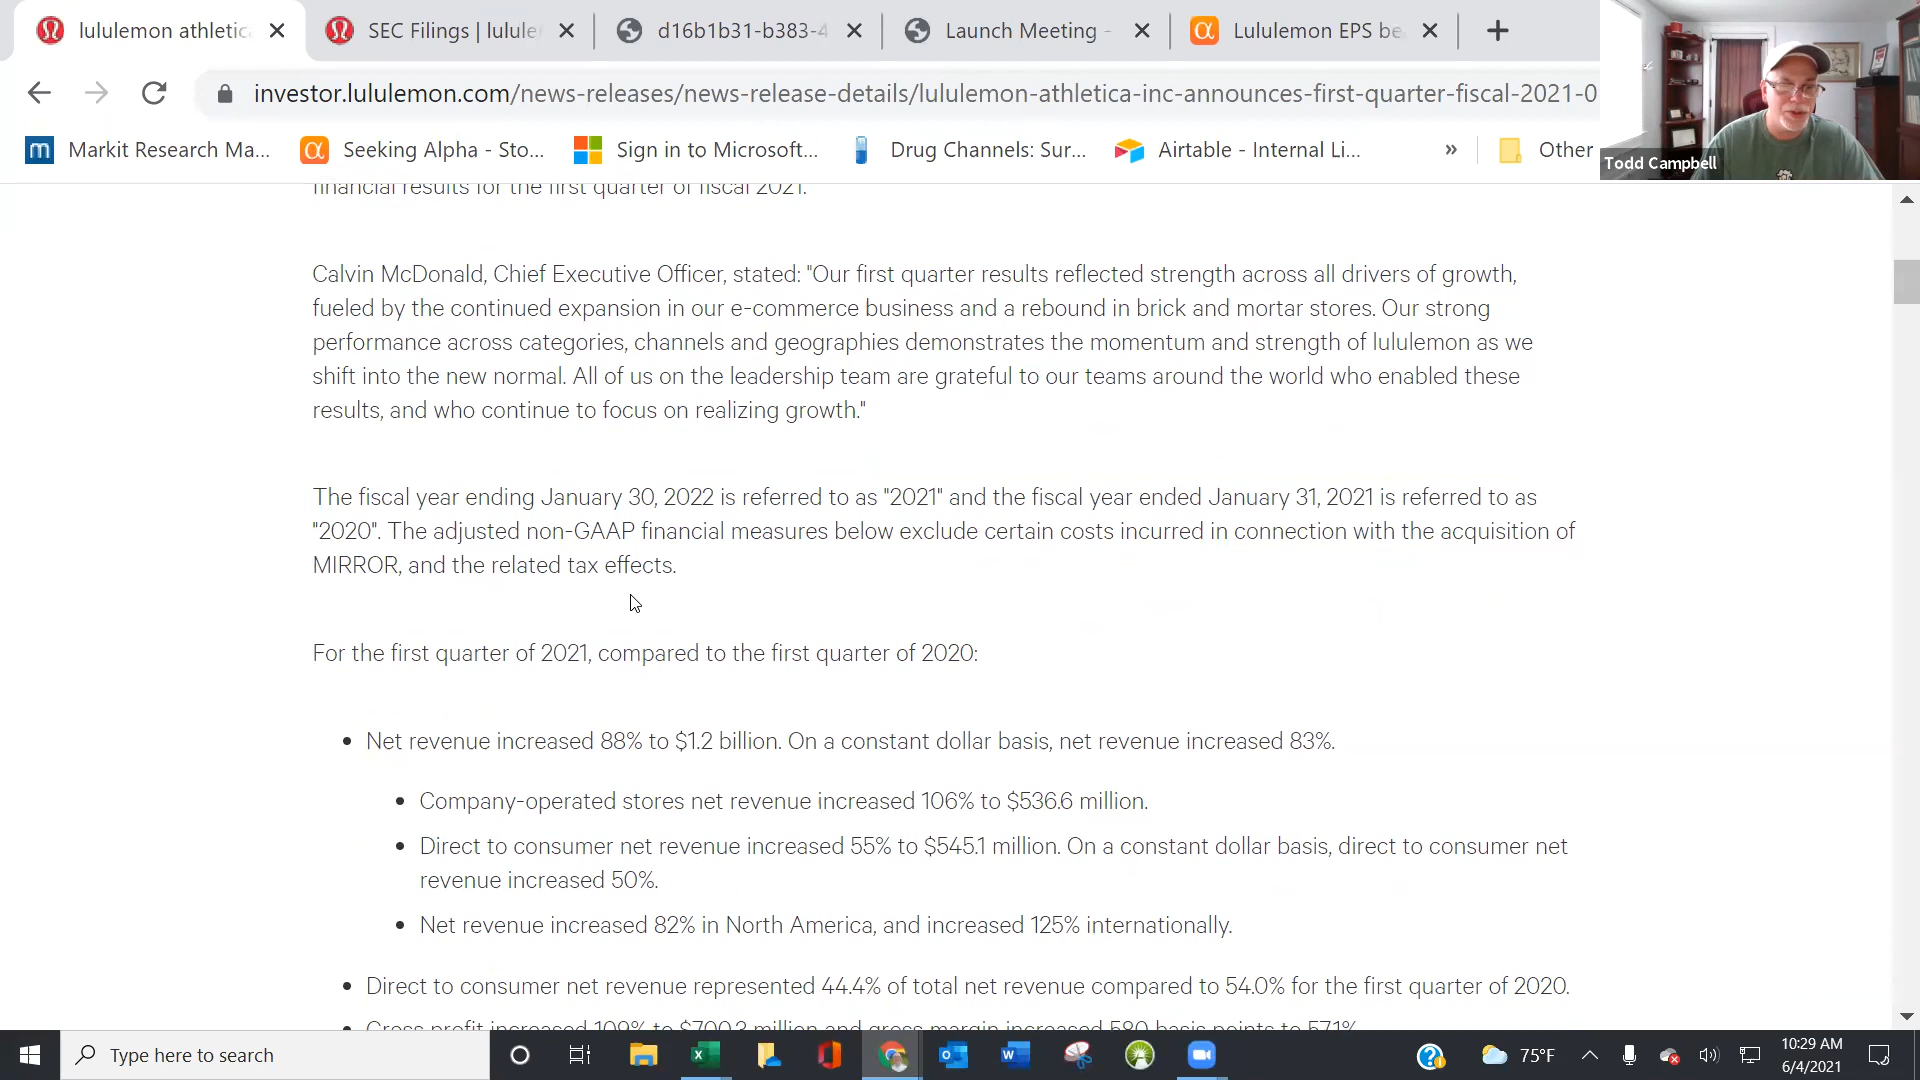 lululemon athletic
SEC Filings | lulule
d16b1b31-b383-4
Launch Meeting -
Lululemon EPS be
investor.lululemon.com/news-releases/news-release-details/lululemon-athletica-inc-announces-first-quarter-fiscal-2021-0
m Markit Research Ma...
α Seeking Alpha - Sto...
Sign in to Microsoft...
Drug Channels: Sur...
Airtable - Internal Li...
»
Other
Todd Campbell
financial results for the first quarter of fiscal 2021.
Calvin McDonald, Chief Executive Officer, stated: "Our first quarter results reflected strength across all drivers of growth,
fueled by the continued expansion in our e-commerce business and a rebound in brick and mortar stores. Our strong
performance across categories, channels and geographies demonstrates the momentum and strength of lululemon as we
shift into the new normal. All of us on the leadership team are grateful to our teams around the world who enabled these
results, and who continue to focus on realizing growth."
The fiscal year ending January 30, 2022 is referred to as "2021" and the fiscal year ended January 31, 2021 is referred to as
"2020". The adjusted non-GAAP financial measures below exclude certain costs incurred in connection with the acquisition of
MIRROR, and the related tax effects.
For the first quarter of 2021, compared to the first quarter of 2020:
• Net revenue increased 88% to $1.2 billion. On a constant dollar basis, net revenue increased 83%.
• Company-operated stores net revenue increased 106% to $536.6 million.
• Direct to consumer net revenue increased 55% to $545.1 million. On a constant dollar basis, direct to consumer net
revenue increased 50%.
• Net revenue increased 82% in North America, and increased 125% internationally.
• Direct to consumer net revenue represented 44.4% of total net revenue compared to 54.0% for the first quarter of 2020.
• Gross profit increased 109% to $700.3 million and gross margin increased 580 basis points to 57.1%
Type here to search
75°F
10:29 AM
6/4/2021